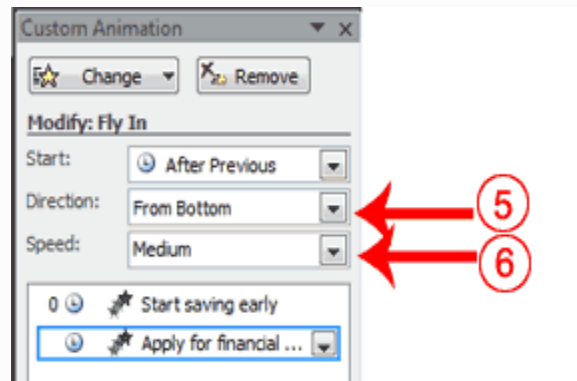 Custom Animation
Change Remove
Modify: Fly In
Start: After Previous
Direction: From Bottom 5
Speed: Medium 6
0 Start saving early
Apply for financial ...